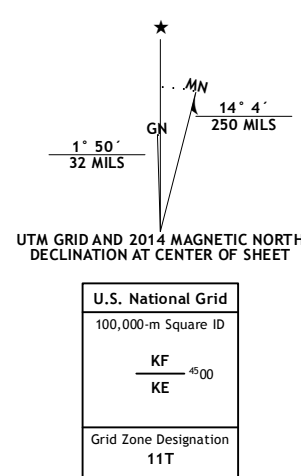 ★
MN
GN
14° 4´
250 MILS
1° 50´
32 MILS
UTM GRID AND 2014 MAGNETIC NORTH
DECLINATION AT CENTER OF SHEET
U.S. National Grid
100,000-m Square ID
KF
4500
KE
Grid Zone Designation
11T